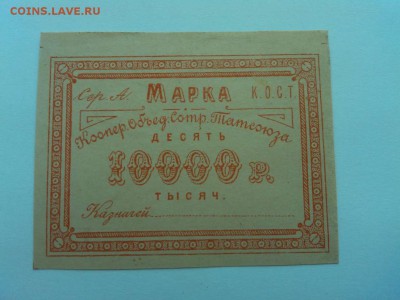 COINS.LAVE.RU
Сер. А. МАРКА К.О.С.Т.
Коопер. Объед. Сотр. Татсоюза
ДЕСЯТЬ
10000 Р.
ТЫСЯЧ.
Казначей